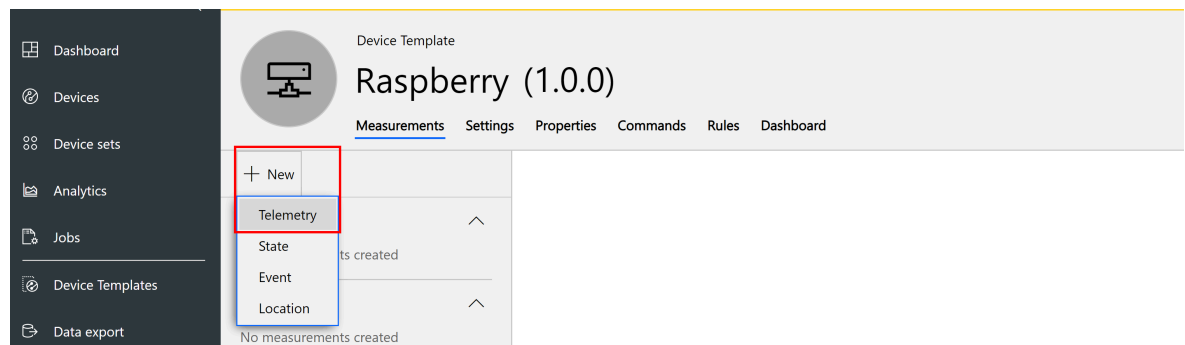 Dashboard
Devices
Device sets
Analytics
Jobs
Device Templates
Data export
Device Template
Raspberry (1.0.0)
Measurements Settings Properties Commands Rules Dashboard
+ New
Telemetry
State
Event
Location
created
No measurements created